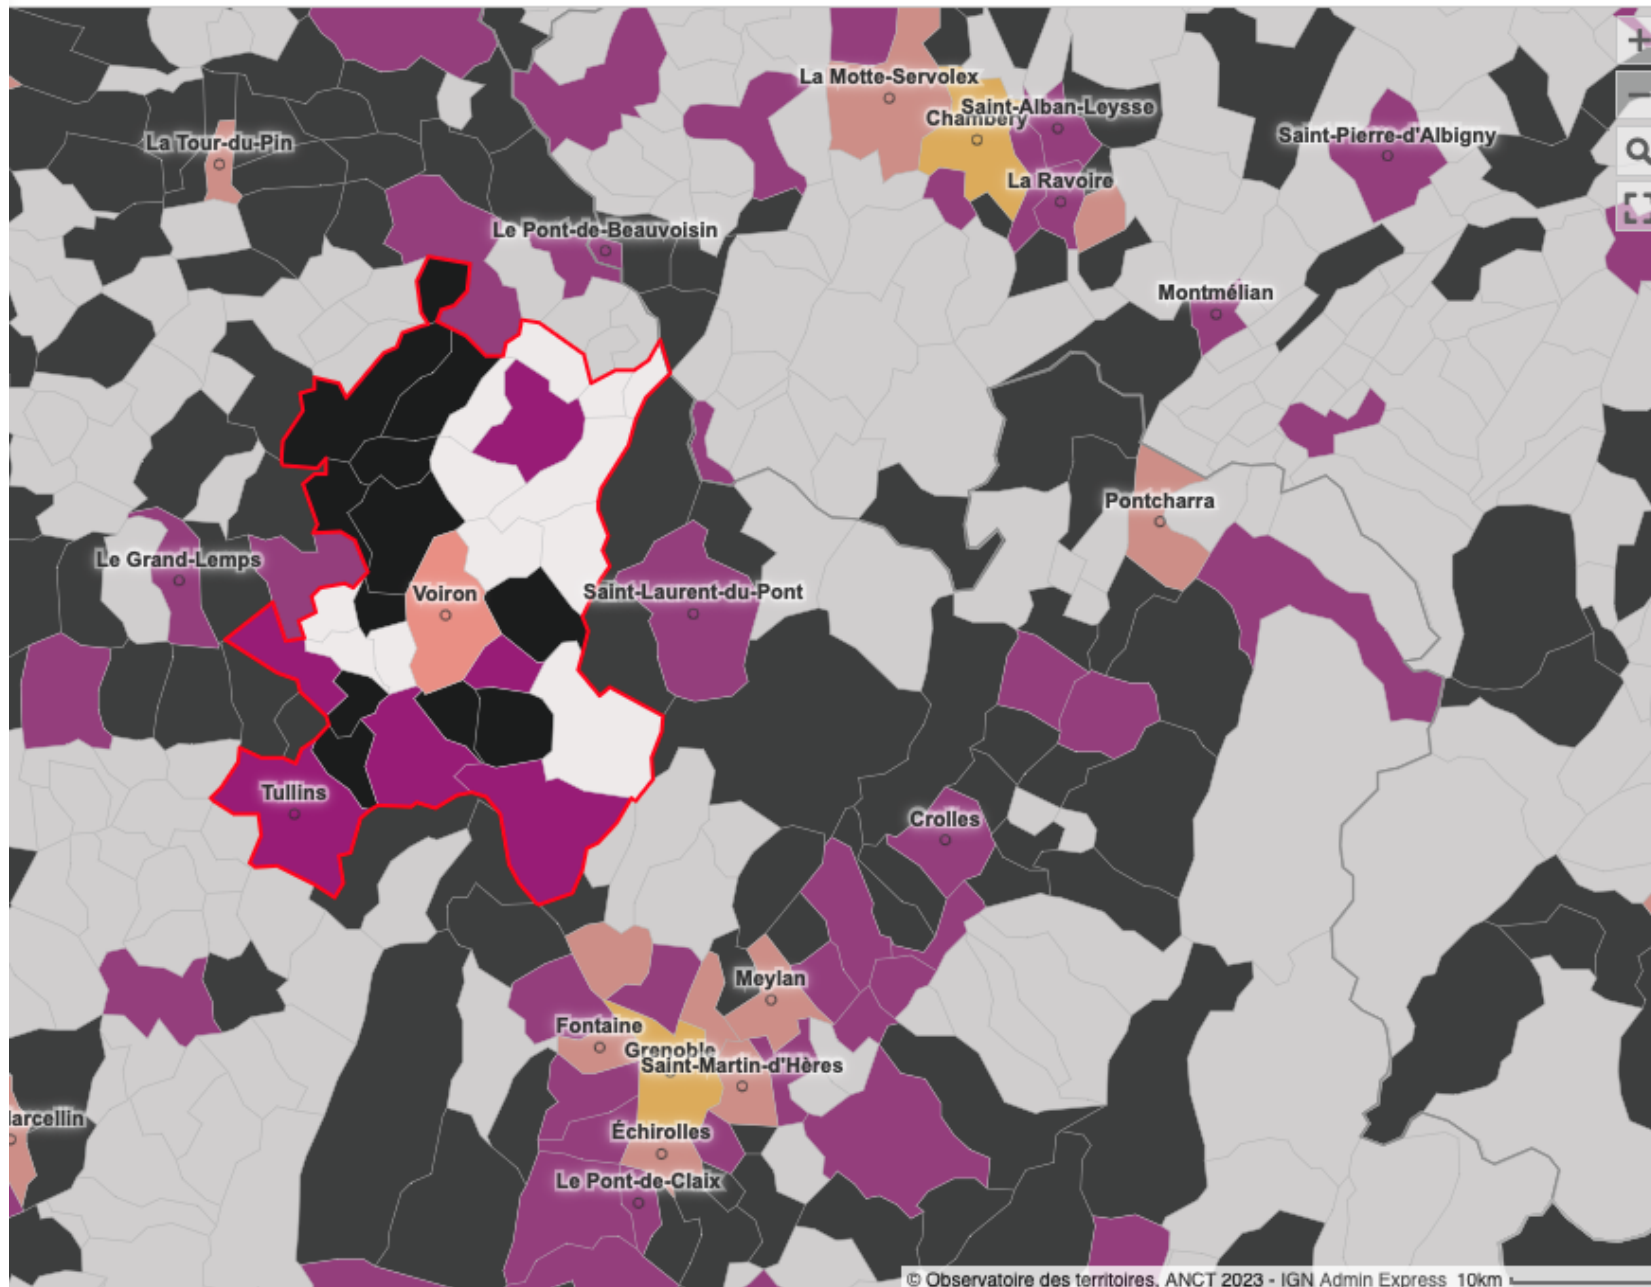 La Motte-Servolex
Saint-Alban-Leysse
Chambéry
Saint-Pierre-d'Albigny
La Tour-du-Pin
La Ravoire
Le Pont-de-Beauvoisin
Montmélian
Pontcharra
Le Grand-Lemps
Voiron
Saint-Laurent-du-Pont
Tullins
Crolles
Meylan
Fontaine
Grenoble
Saint-Martin-d'Hères
arcellin
Échirolles
Le Pont-de-Claix
© Observatoire des territoires, ANCT 2023 - IGN Admin Express 10km